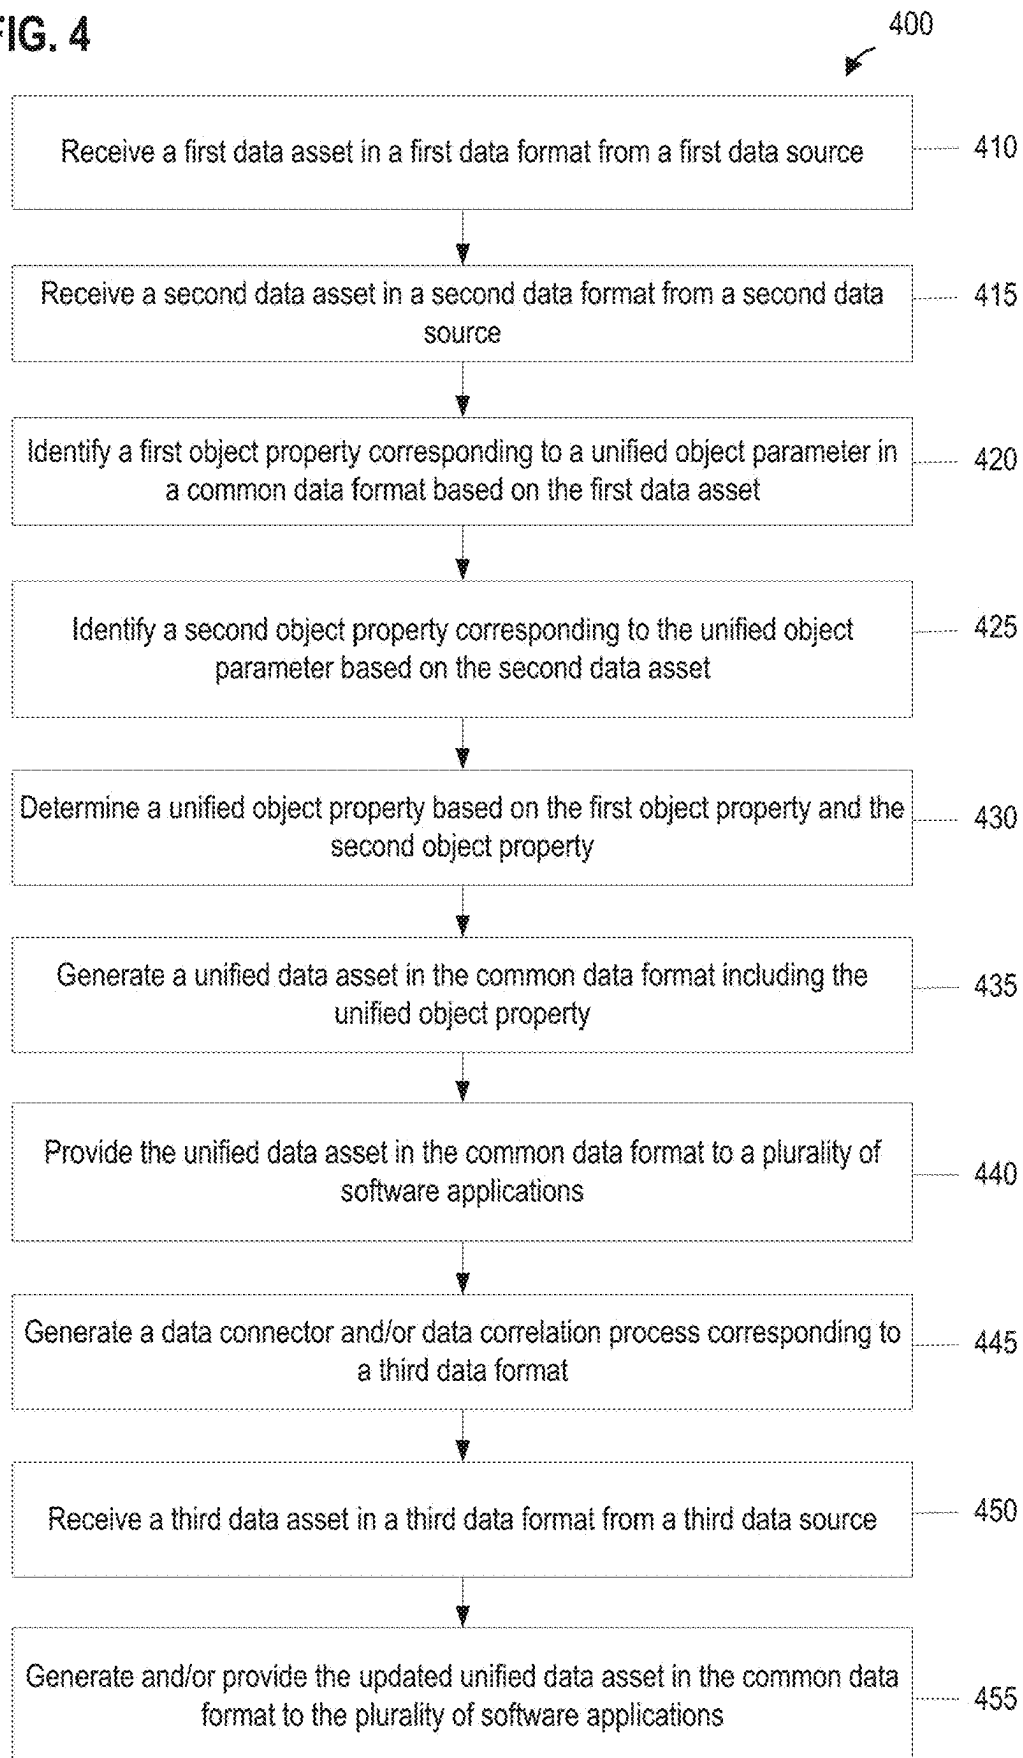 FIG. 4
400
Receive a first data asset in a first data format from a first data source
410
Receive a second data asset in a second data format from a second data
source
415
Identify a first object property corresponding to a unified object parameter in
a common data format based on the first data asset
420
Identify a second object property corresponding to the unified object
parameter based on the second data asset
425
Determine a unified object property based on the first object property and the
second object property
430
Generate a unified data asset in the common data format including the
unified object property
435
Provide the unified data asset in the common data format to a plurality of
software applications
440
Generate a data connector and/or data correlation process corresponding to
a third data format
445
Receive a third data asset in a third data format from a third data source
450
Generate and/or provide the updated unified data asset in the common data
format to the plurality of software applications
455